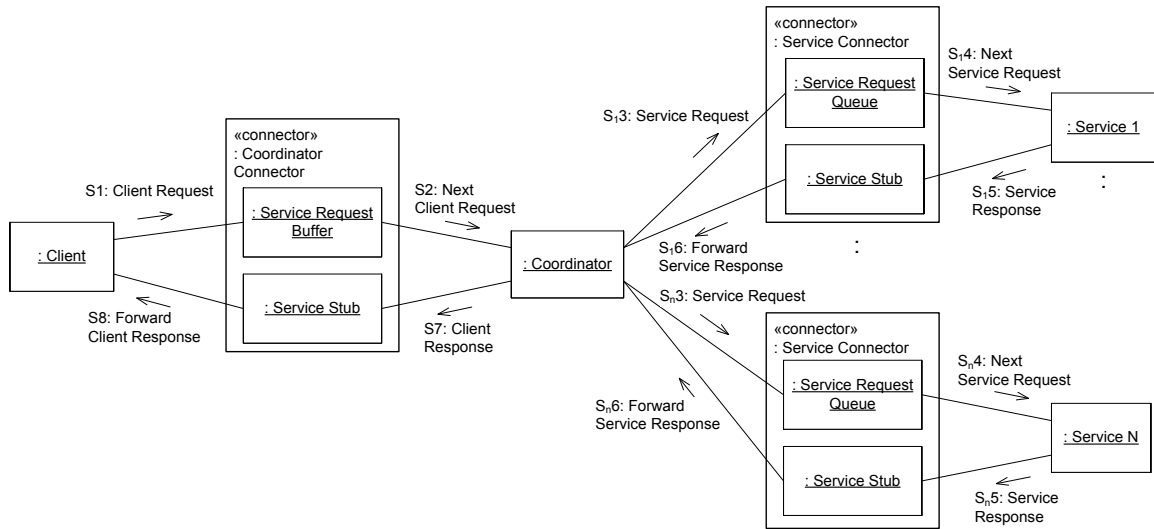 «connector»
: Coordinator
Connector
S1: Client Request
: Service Request
Buffer
S2: Next
Client Request
: Client
: Service Stub
: Coordinator
S8: Forward
Client Response
S7: Client
Response
«connector»
: Service Connector
S₁3: Service Request
: Service Request
Queue
S₁4: Next
Service Request
: Service 1
: Service Stub
S₁5: Service
Response
S₁6: Forward
Service Response
:
:
Sₙ3: Service Request
«connector»
: Service Connector
: Service Request
Queue
Sₙ4: Next
Service Request
Sₙ6: Forward
Service Response
: Service N
: Service Stub
Sₙ5: Service
Response